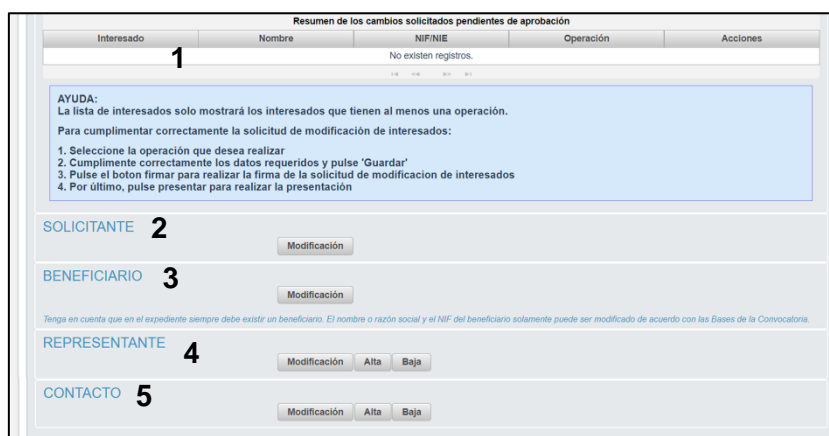 Resumen de los cambios solicitados pendientes de aprobación
Interesado Nombre NIF/NIE Operación Acciones
1
No existen registros.
AYUDA:
La lista de interesados solo mostrará los interesados que tienen al menos una operación.
Para cumplimentar correctamente la solicitud de modificación de interesados:
1. Seleccione la operación que desea realizar
2. Cumplimente correctamente los datos requeridos y pulse 'Guardar'
3. Pulse el boton firmar para realizar la firma de la solicitud de modificacion de interesados
4. Por último, pulse presentar para realizar la presentación
SOLICITANTE 2
Modificación
BENEFICIARIO 3
Modificación
Tenga en cuenta que en el expediente siempre debe existir un beneficiario. El nombre o razón social y el NIF del beneficiario solamente puede ser modificado de acuerdo con las Bases de la Convocatoria.
REPRESENTANTE 4
Modificación Alta Baja
CONTACTO 5
Modificación Alta Baja